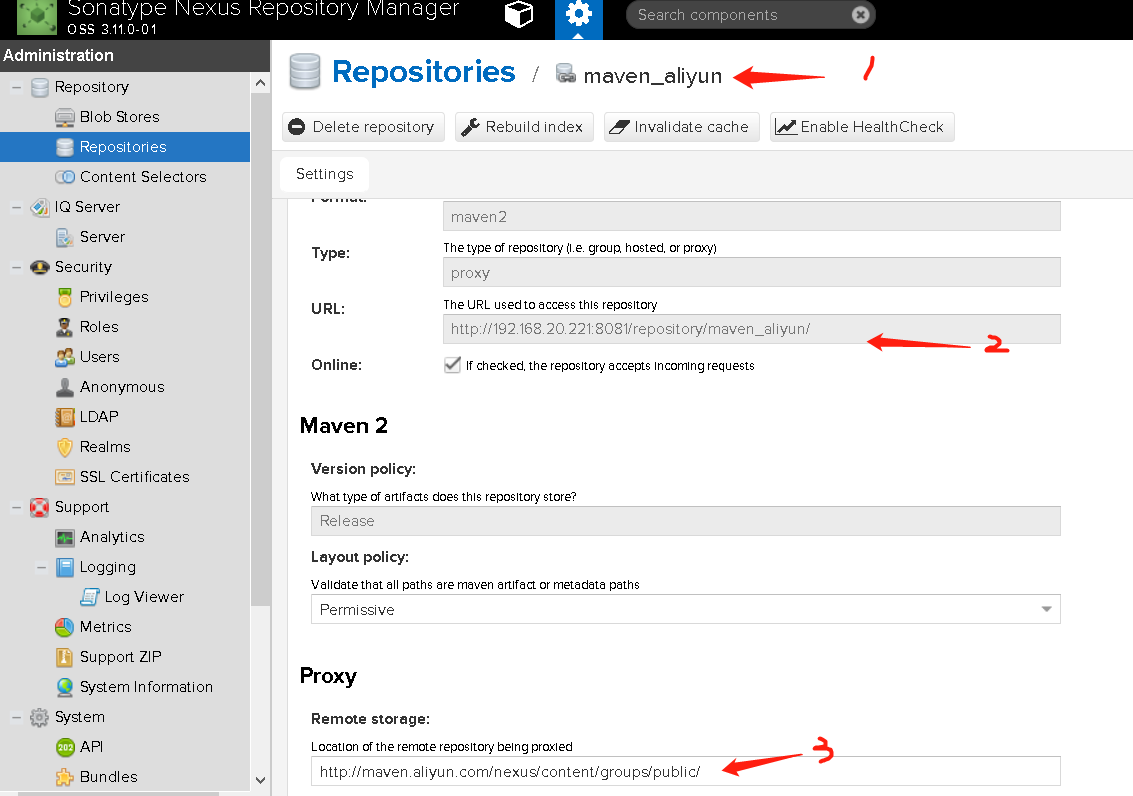 Sonatype Nexus Repository Manager
OSS 3.11.0-01
Search components
Administration
Repository
Blob Stores
Repositories
Content Selectors
IQ Server
Server
Security
Privileges
Roles
Users
Anonymous
LDAP
Realms
SSL Certificates
Support
Analytics
Logging
Log Viewer
Metrics
Support ZIP
System Information
System
202
API
Bundles
Repositories / maven_aliyun
1
Delete repository
Rebuild index
Invalidate cache
Enable HealthCheck
Settings
Format:
maven2
Type:
The type of repository (i.e. group, hosted, or proxy)
proxy
URL:
The URL used to access this repository
http://192.168.20.221:8081/repository/maven_aliyun/
2
Online:
If checked, the repository accepts incoming requests
Maven 2
Version policy:
What type of artifacts does this repository store?
Release
Layout policy:
Validate that all paths are maven artifact or metadata paths
Permissive
Proxy
Remote storage:
Location of the remote repository being proxied
http://maven.aliyun.com/nexus/content/groups/public/
3